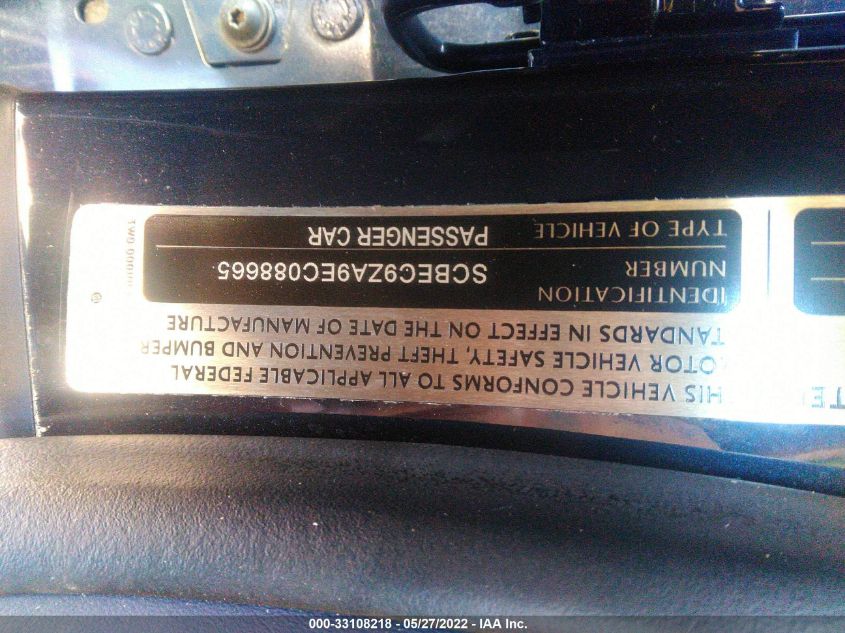 HIS VEHICLE CONFORMS TO ALL APPLICABLE FEDERAL
OTOR VEHICLE SAFETY, THEFT PREVENTION AND BUMPER
TANDARDS IN EFFECT ON THE DATE OF MANUFACTURE
IDENTIFICATION
NUMBER SCBEC9ZA9EC088665
TYPE OF VEHICLE PASSENGER CAR
000-33108218 - 05/27/2022 - IAA Inc.